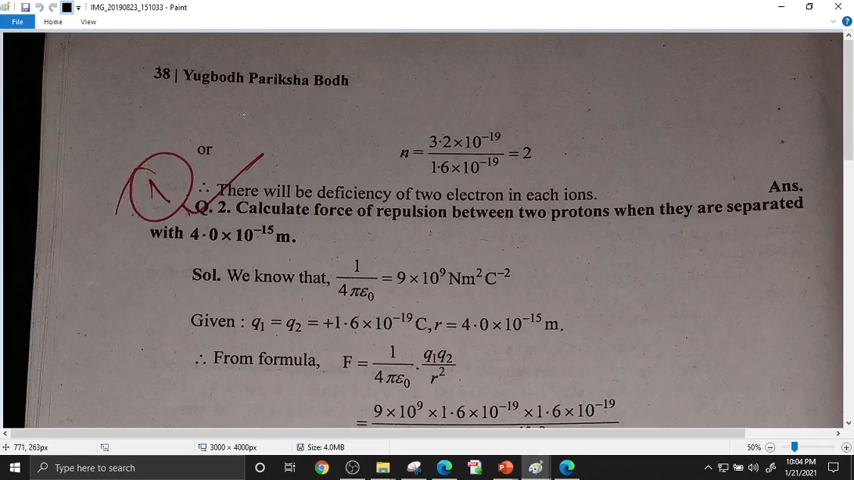 IMG_20190823_151033 - Paint
File Home View
38 | Yugbodh Pariksha Bodh
or n = 3·2×10⁻¹⁹ / 1·6×10⁻¹⁹ = 2
∴ There will be deficiency of two electron in each ions. Ans.
Q. 2. Calculate force of repulsion between two protons when they are separated
with 4·0×10⁻¹⁵ m.
Sol. We know that, 1 / 4πε₀ = 9 × 10⁹ Nm² C⁻²
Given : q₁ = q₂ = +1·6×10⁻¹⁹ C, r = 4·0×10⁻¹⁵ m.
∴ From formula, F = 1 / 4πε₀ · q₁q₂ / r²
= 9 × 10⁹ × 1·6 × 10⁻¹⁹ × 1·6 × 10⁻¹⁹
771, 263px 3000 × 4000px Size: 4.0MB 50%
Type here to search 10:04 PM
1/21/2021